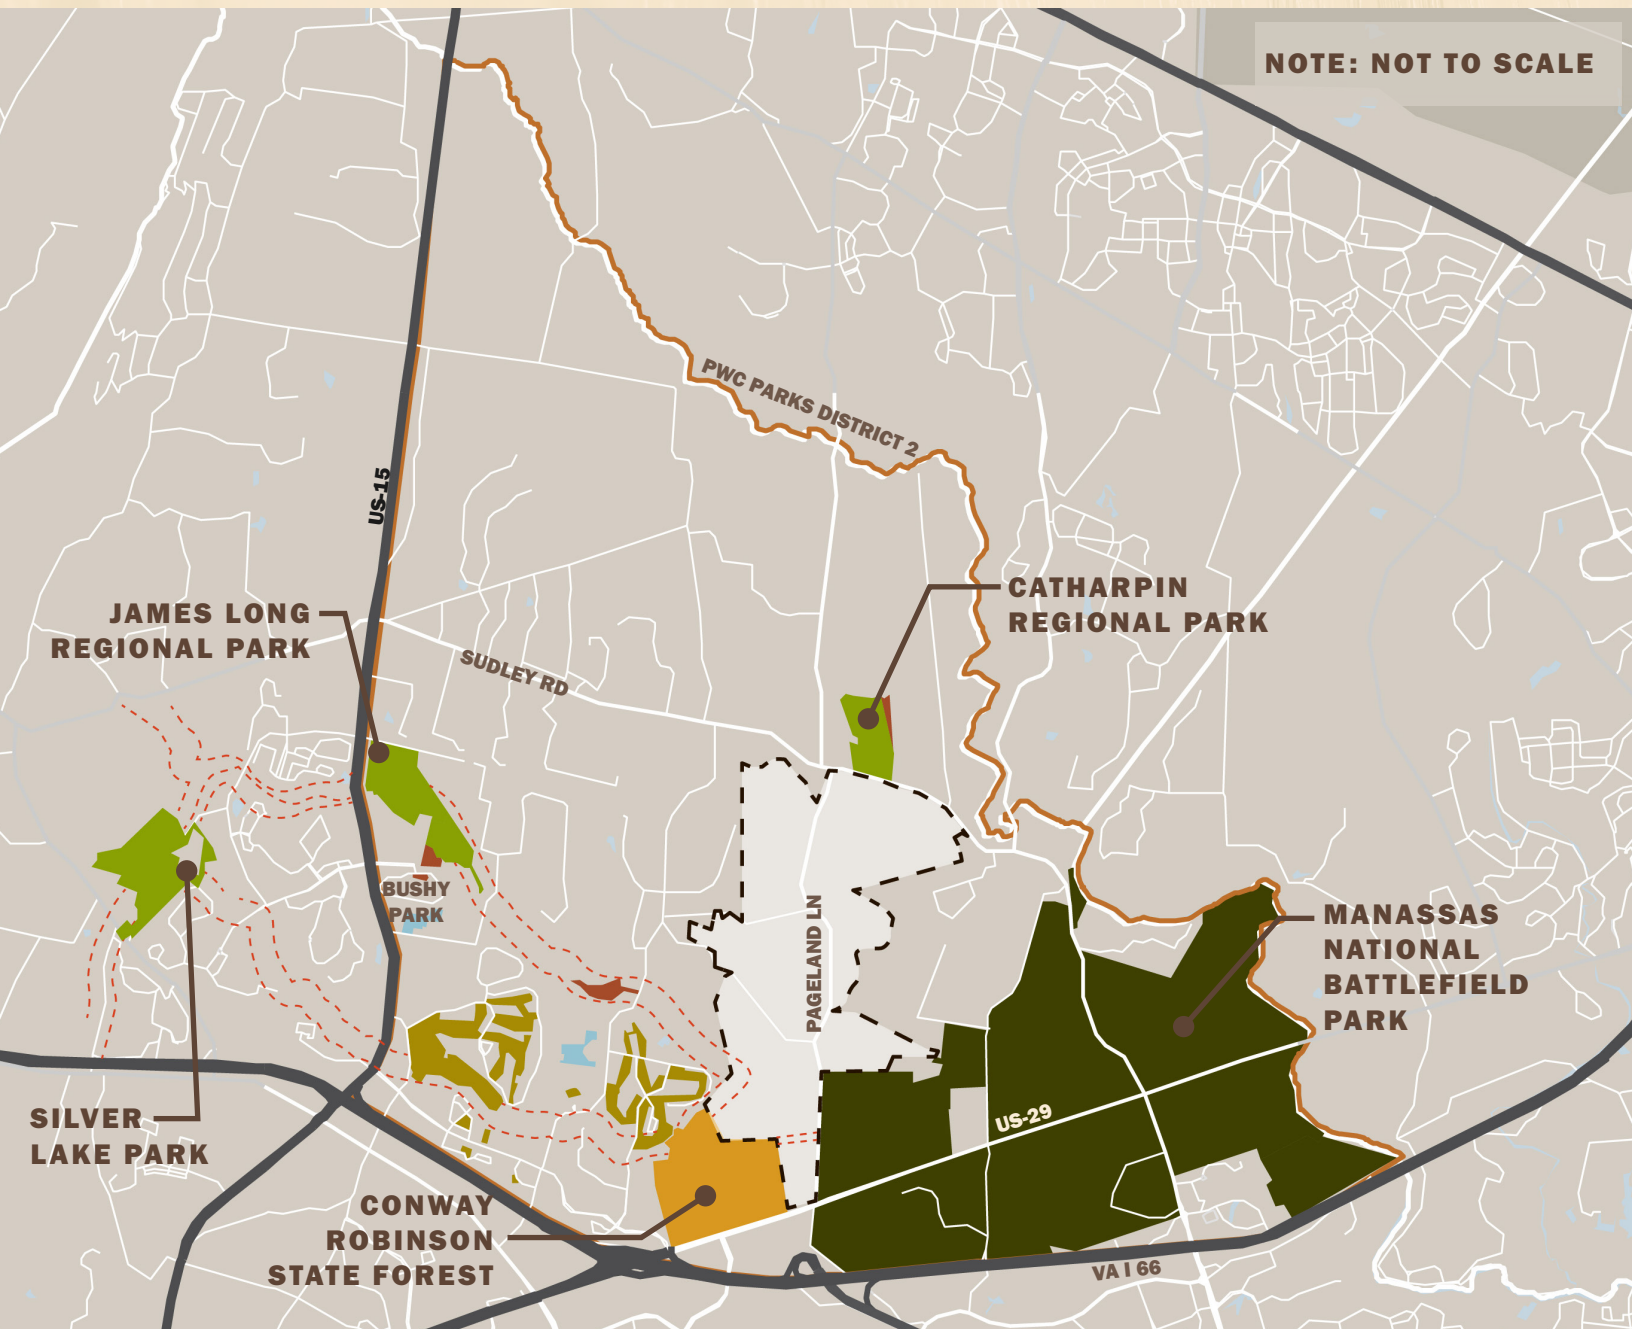 NOTE: NOT TO SCALE
PWC PARKS DISTRICT 2
US-15
CATHARPIN
REGIONAL PARK
JAMES LONG
REGIONAL PARK
SUDLEY RD
BUSHY
PARK
PAGELAND LN
MANASSAS
NATIONAL
BATTLEFIELD
PARK
US-29
SILVER
LAKE PARK
CONWAY
ROBINSON
STATE FOREST
VA I 66